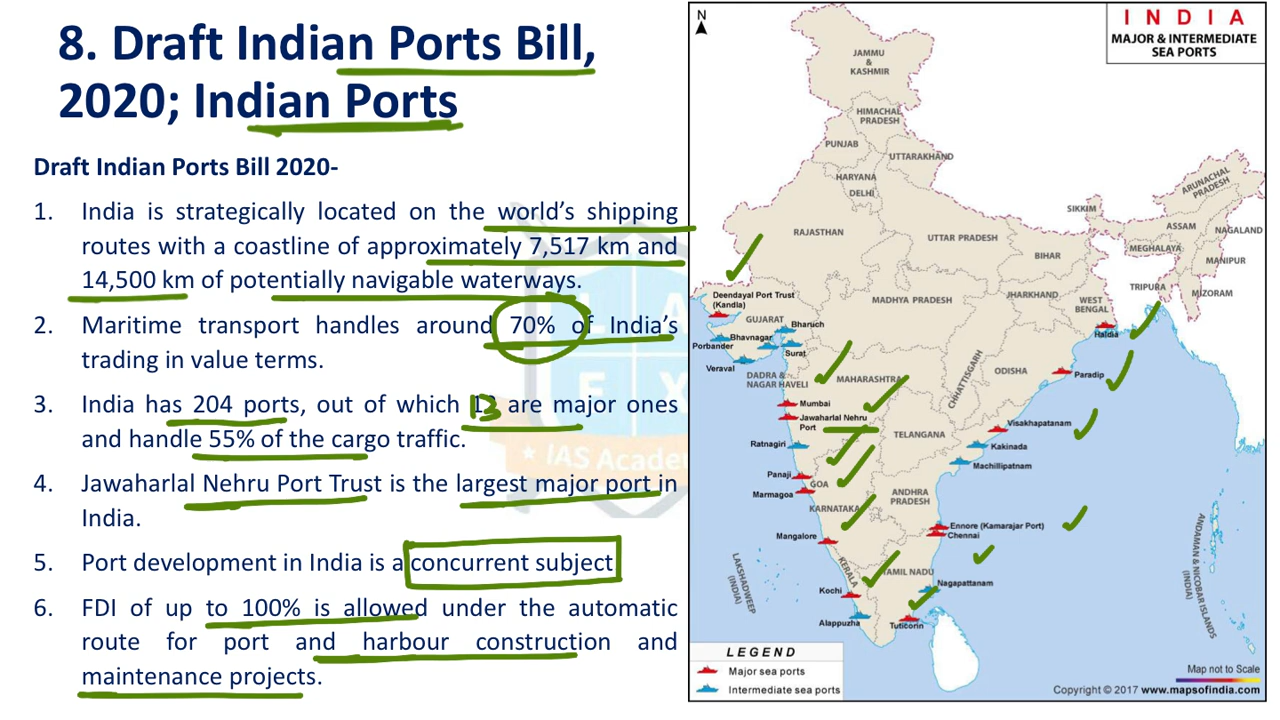 8. Draft Indian Ports Bill,
2020; Indian Ports
Draft Indian Ports Bill 2020-
1. India is strategically located on the world's shipping
routes with a coastline of approximately 7,517 km and
14,500 km of potentially navigable waterways.
2. Maritime transport handles around 70% of India's
trading in value terms.
3. India has 204 ports, out of which 13 are major ones
and handle 55% of the cargo traffic.
4. Jawaharlal Nehru Port Trust is the largest major port in
India.
5. Port development in India is a concurrent subject
6. FDI of up to 100% is allowed under the automatic
route for port and harbour construction and
maintenance projects.
IAS Academ
N
INDIA
MAJOR & INTERMEDIATE
SEA PORTS
JAMMU
&
KASHMIR
HIMACHAL
PRADESH
PUNJAB
UTTARAKHAND
HARYANA
DELHI
ARUNACHAL
PRADESH
SIKKIM
RAJASTHAN
UTTAR PRADESH
ASSAM
NAGALAND
MEGHALAYA
BIHAR
MANIPUR
TRIPURA
MIZORAM
Deendayal Port Trust
(Kandla)
GUJARAT
MADHYA PRADESH
JHARKHAND
WEST
BENGAL
Bharuch
Bhavnagar
Porbander
Surat
Veraval
Haldia
DADRA &
NAGAR HAVELI
MAHARASHTRA
CHHATTISGARH
ODISHA
Paradip
Mumbai
Jawaharlal Nehru
Port
Visakhapatanam
TELANGANA
Ratnagiri
Kakinada
Machillipatnam
Panaji
GOA
Marmagoa
ANDHRA
PRADESH
KARNATAKA
Ennore (Kamarajar Port)
Chennai
Mangalore
LAKSHADWEEP
(INDIA)
KERALA
TAMIL NADU
ANDAMAN & NICOBAR ISLANDS
(INDIA)
Nagapattanam
Kochi
Alappuzha
Tuticorin
LEGEND
Major sea ports
Intermediate sea ports
Map not to Scale
Copyright © 2017 www.mapsofindia.com